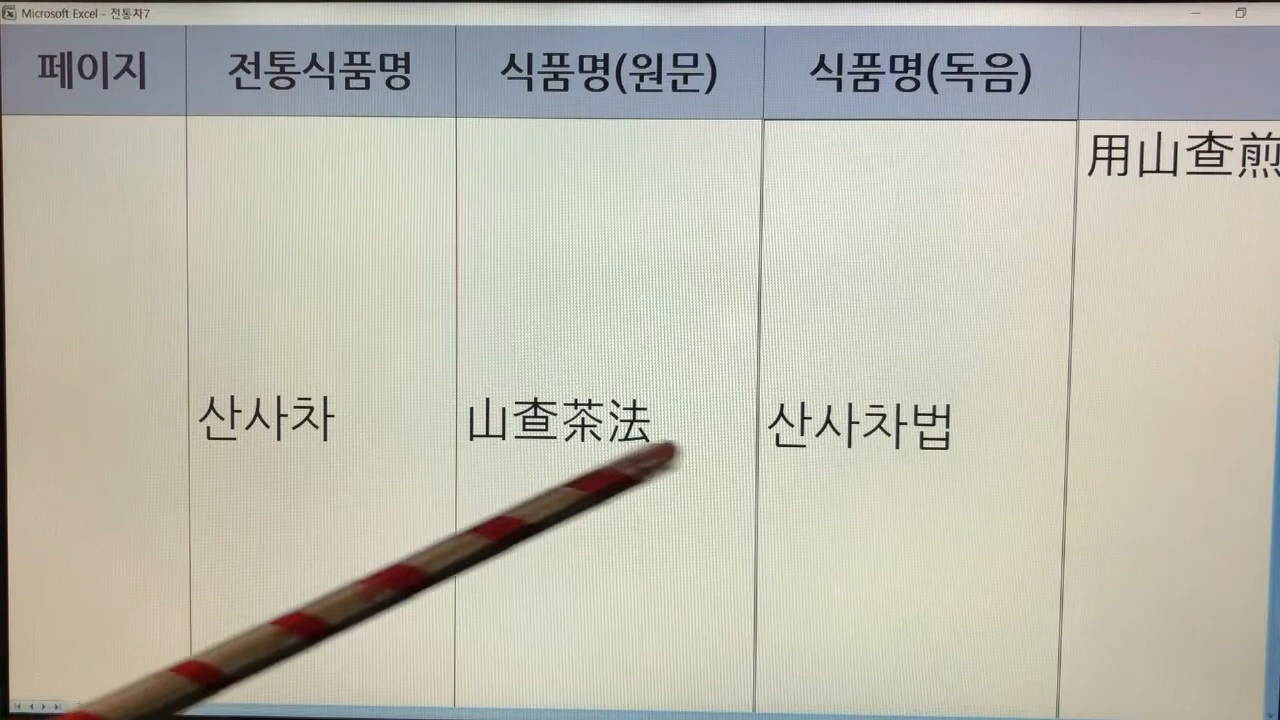 Microsoft Excel - 전통차7
페이지 전통식품명 식품명(원문) 식품명(독음)
用山查煎
산사차 山查茶法 산사차법